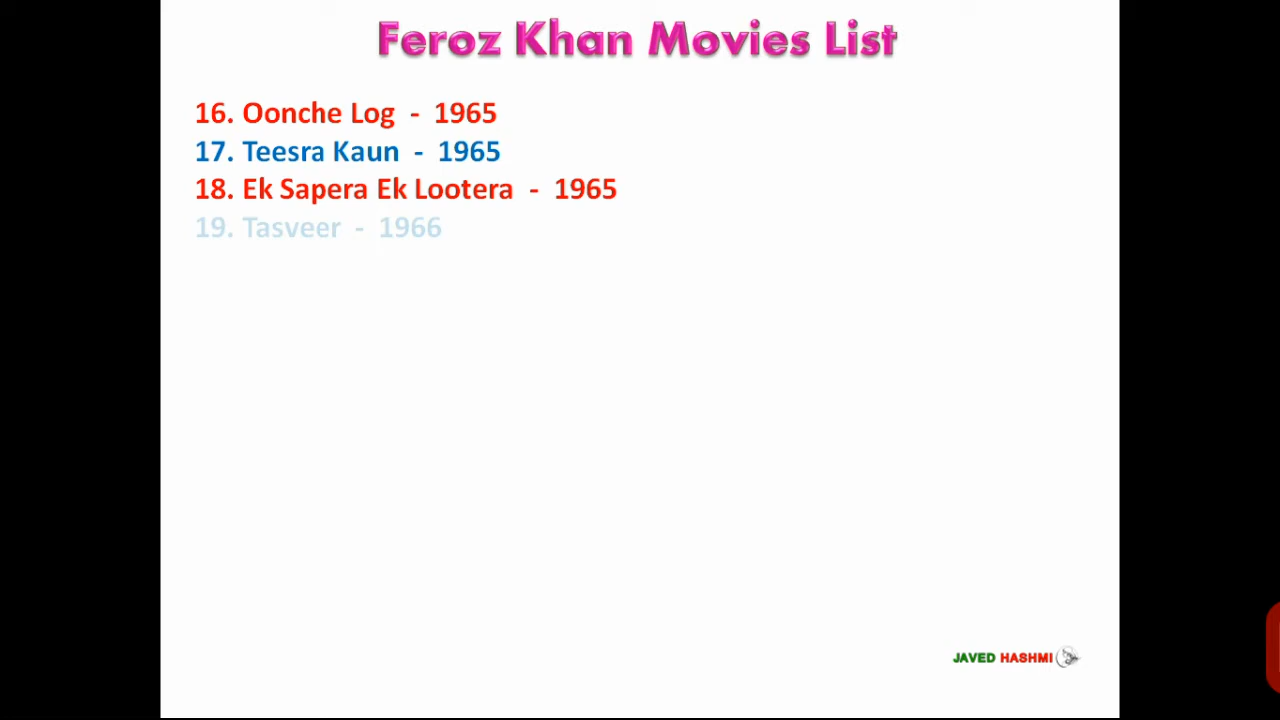 Feroz Khan Movies List
16. Oonche Log - 1965
17. Teesra Kaun - 1965
18. Ek Sapera Ek Lootera - 1965
19. Tasveer - 1966
JAVED HASHMI